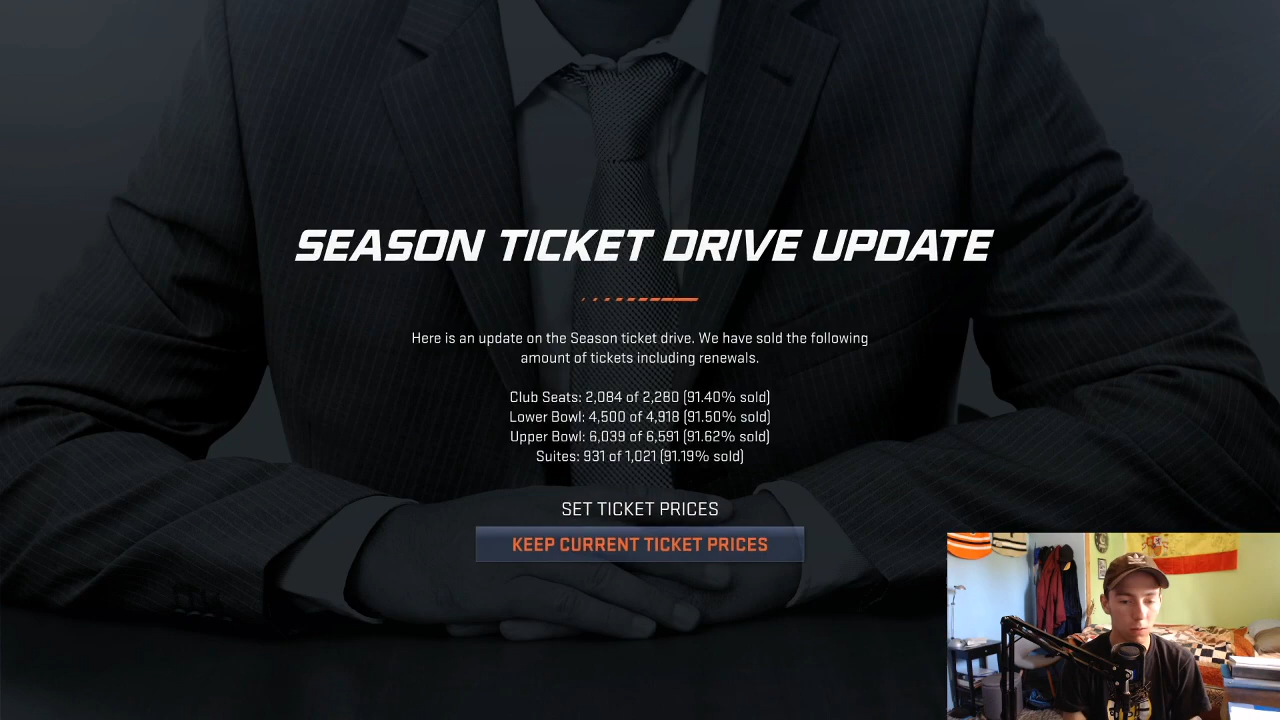 SEASON TICKET DRIVE UPDATE
Here is an update on the Season ticket drive. We have sold the following
amount of tickets including renewals.
Club Seats: 2,084 of 2,280 (91.40% sold)
Lower Bowl: 4,500 of 4,918 (91.50% sold)
Upper Bowl: 6,039 of 6,591 (91.62% sold)
Suites: 931 of 1,021 (91.19% sold)
SET TICKET PRICES
KEEP CURRENT TICKET PRICES